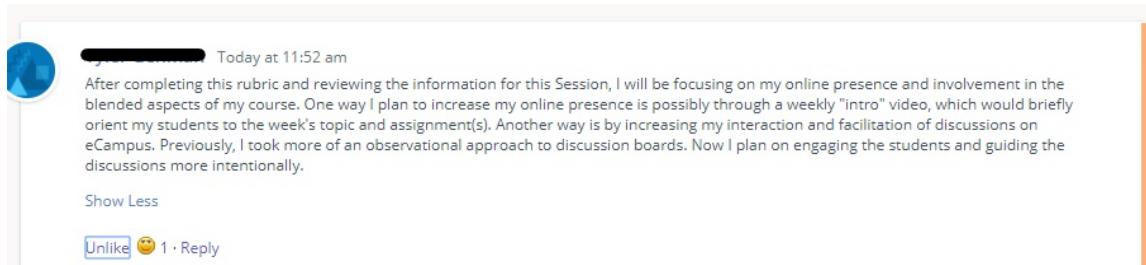 Today at 11:52 am
After completing this rubric and reviewing the information for this Session, I will be focusing on my online presence and involvement in the
blended aspects of my course. One way I plan to increase my online presence is possibly through a weekly "intro" video, which would briefly
orient my students to the week's topic and assignment(s). Another way is by increasing my interaction and facilitation of discussions on
eCampus. Previously, I took more of an observational approach to discussion boards. Now I plan on engaging the students and guiding the
discussions more intentionally.
Show Less
Unlike 1 · Reply